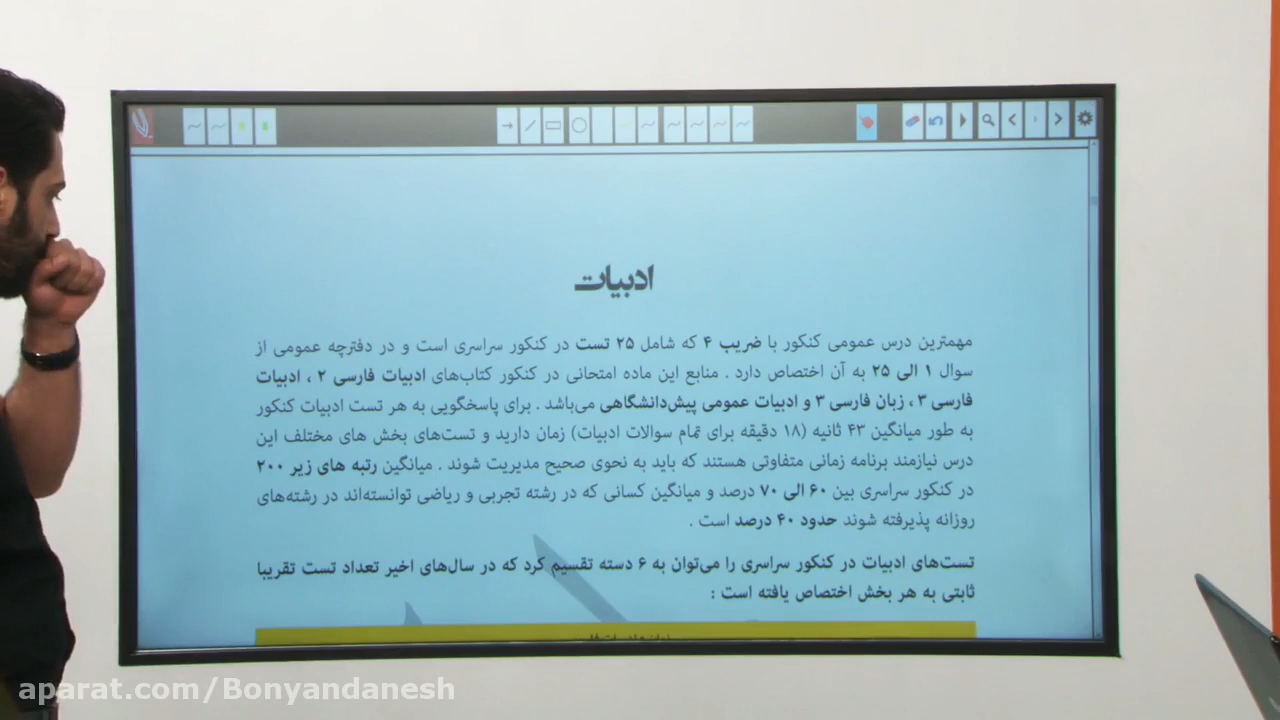 ادبیات
مهمترین درس عمومی کنکور با ضریب ۴ که شامل ۲۵ تست در کنکور سراسری است و در دفترچه عمومی از
سوال ۱ الی ۲۵ به آن اختصاص دارد . منابع این ماده امتحانی در کنکور کتاب‌های ادبیات فارسی ۲ ، ادبیات
فارسی ۳ ، زبان فارسی ۳ و ادبیات عمومی پیش‌دانشگاهی می‌باشد . برای پاسخگویی به هر تست ادبیات کنکور
به طور میانگین ۴۳ ثانیه (۱۸ دقیقه برای تمام سوالات ادبیات) زمان دارید و تست‌های بخش های مختلف این
درس نیازمند برنامه زمانی متفاوتی هستند که باید به نحوی صحیح مدیریت شوند . میانگین رتبه های زیر ۲۰۰
در کنکور سراسری بین ۶۰ الی ۷۰ درصد و میانگین کسانی که در رشته تجربی و ریاضی توانسته‌اند در رشته‌های
روزانه پذیرفته شوند حدود ۴۰ درصد است .
تست‌های ادبیات در کنکور سراسری را می‌توان به ۶ دسته تقسیم کرد که در سال‌های اخیر تعداد تست تقریبا
ثابتی به هر بخش اختصاص یافته است :
aparat.com/Bonyandanesh